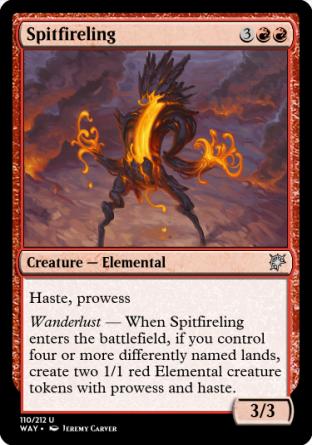 Spitfireling 3
Creature — Elemental
Haste, prowess
Wanderlust — When Spitfireling
enters the battlefield, if you control
four or more differently named lands,
create two 1/1 red Elemental creature
tokens with prowess and haste.
3/3
110/212 U
WAY • Jeremy Carver